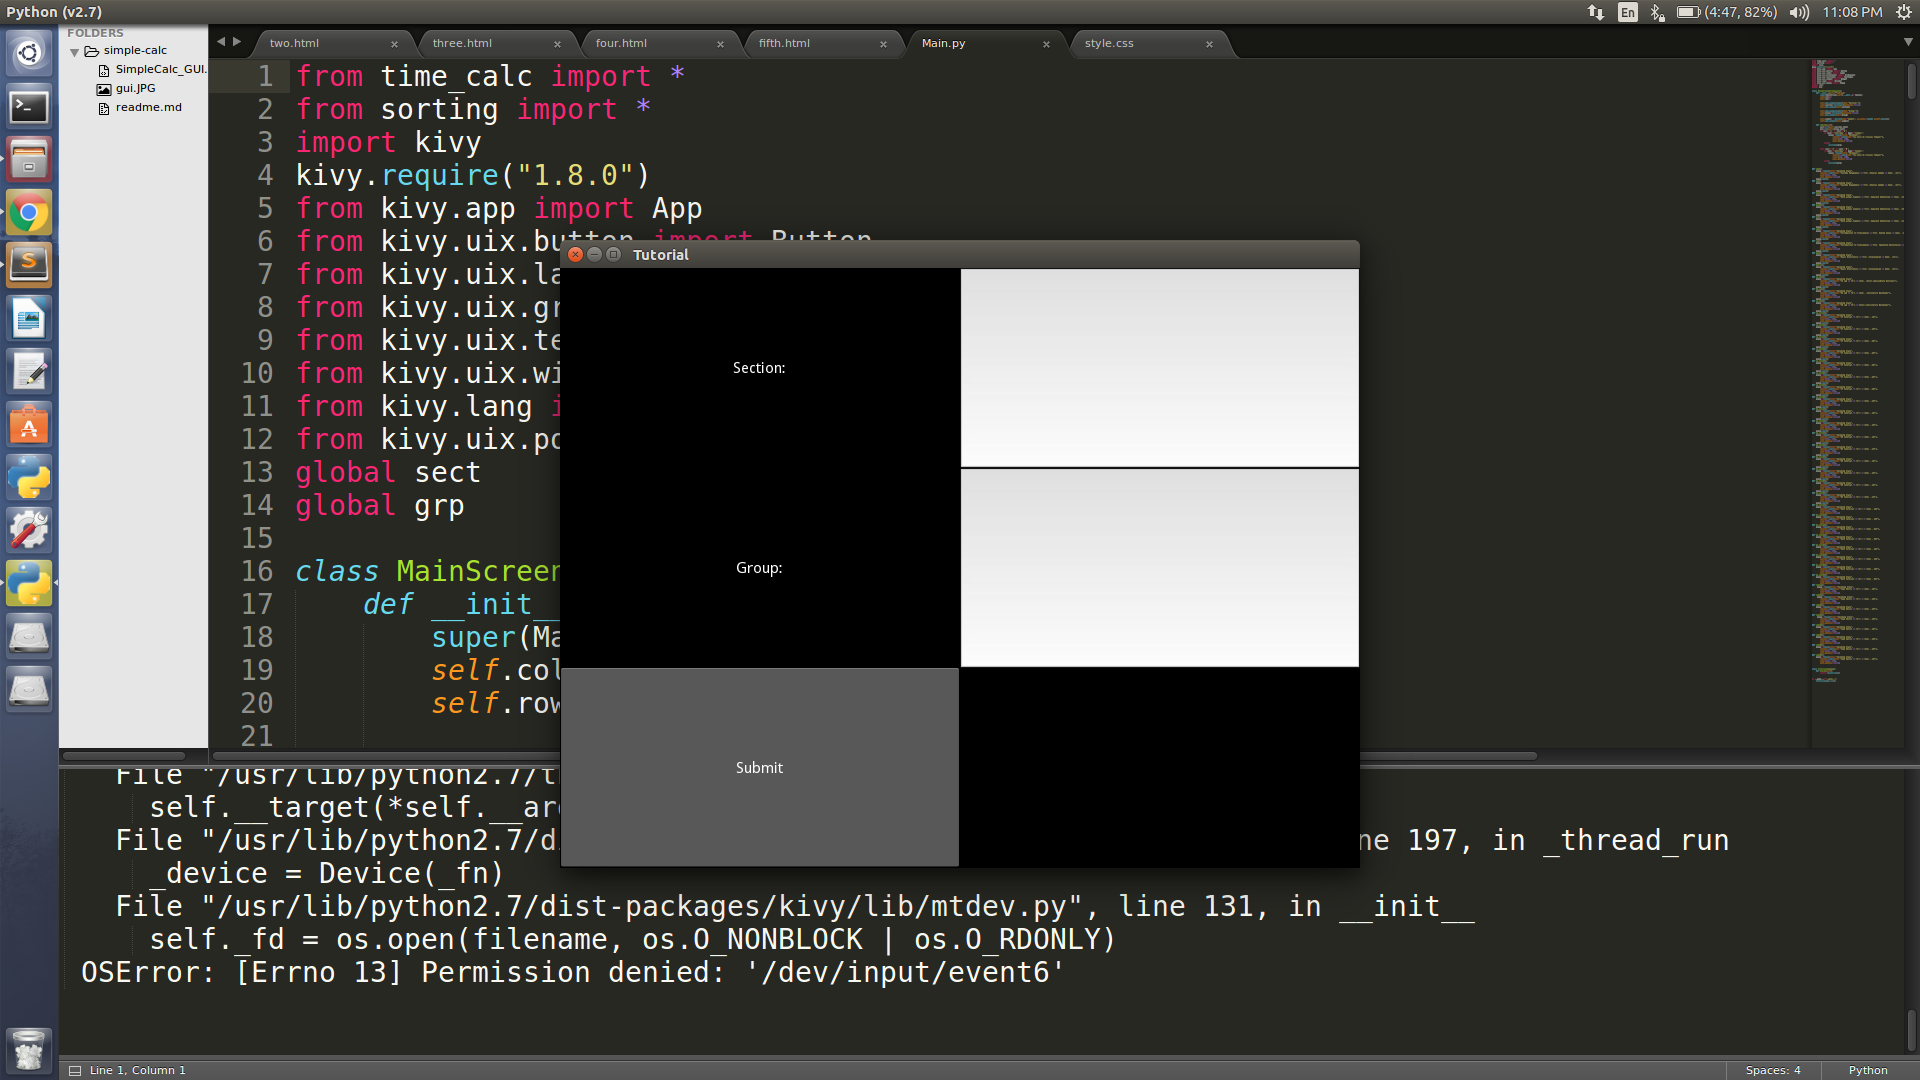 Python (v2.7)
En
(4:47, 82%)
11:08 PM
FOLDERS
simple-calc
SimpleCalc_GUI.
gui.JPG
readme.md
two.html
three.html
four.html
fifth.html
Main.py
style.css
1 from time_calc import *
2 from sorting import *
3 import kivy
4 kivy.require("1.8.0")
5 from kivy.app import App
6 from kivy.uix.button import Button
7 from kivy.uix.la
8 from kivy.uix.gr
9 from kivy.uix.te
10 from kivy.uix.wi
11 from kivy.lang i
12 from kivy.uix.po
13 global sect
14 global grp
15
16 class MainScreen
17 def __init__
18 super(Ma
19 self.col
20 self.row
21
Tutorial
Section:
Group:
Submit
File "/usr/lib/python2.7/t
self.__target(*self.__arg
File "/usr/lib/python2.7/di
ne 197, in _thread_run
_device = Device(_fn)
File "/usr/lib/python2.7/dist-packages/kivy/lib/mtdev.py", line 131, in __init__
self._fd = os.open(filename, os.O_NONBLOCK | os.O_RDONLY)
OSError: [Errno 13] Permission denied: '/dev/input/event6'
Line 1, Column 1
Spaces: 4
Python